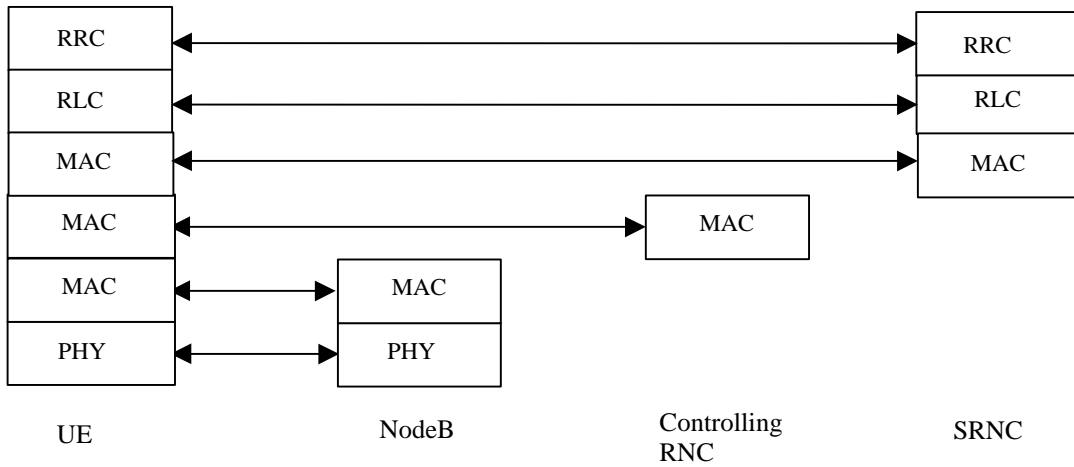 RRC
RRC
RLC
RLC
MAC
MAC
MAC
MAC
MAC
MAC
PHY
PHY
UE
NodeB
Controlling
RNC
SRNC